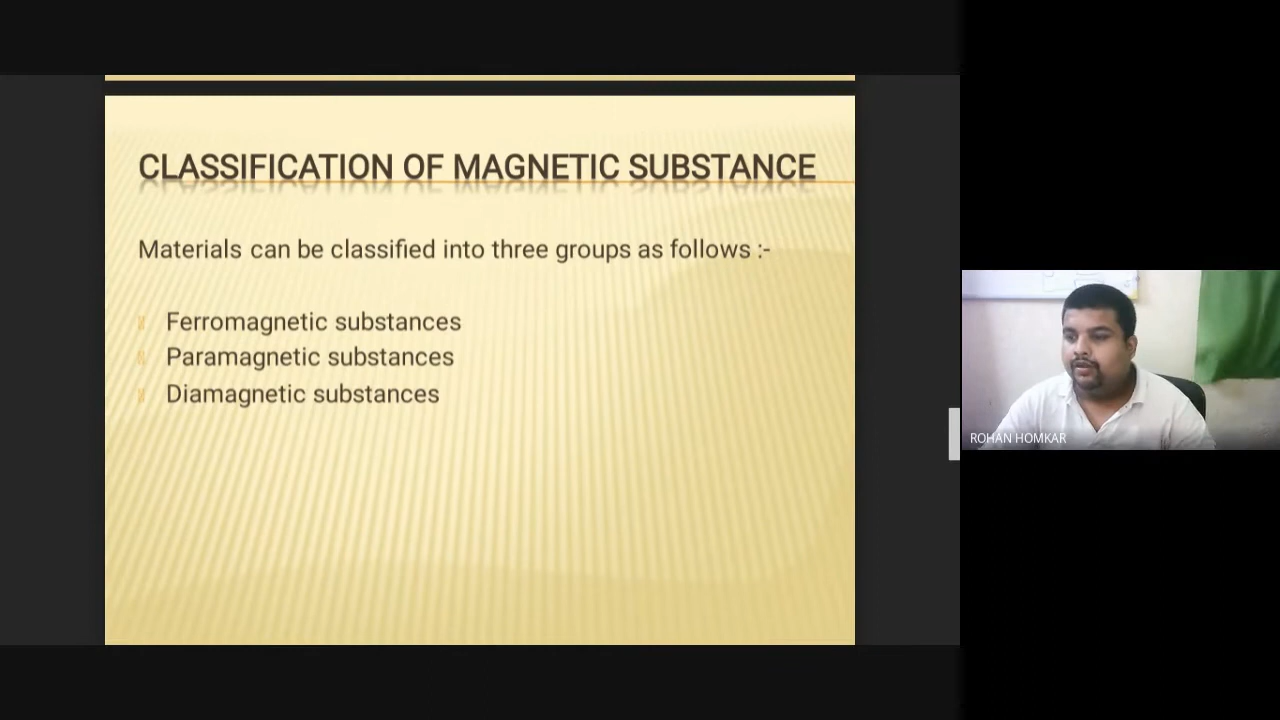 CLASSIFICATION OF MAGNETIC SUBSTANCE
Materials can be classified into three groups as follows :-
Ferromagnetic substances
Paramagnetic substances
Diamagnetic substances
ROHAN HOMKAR